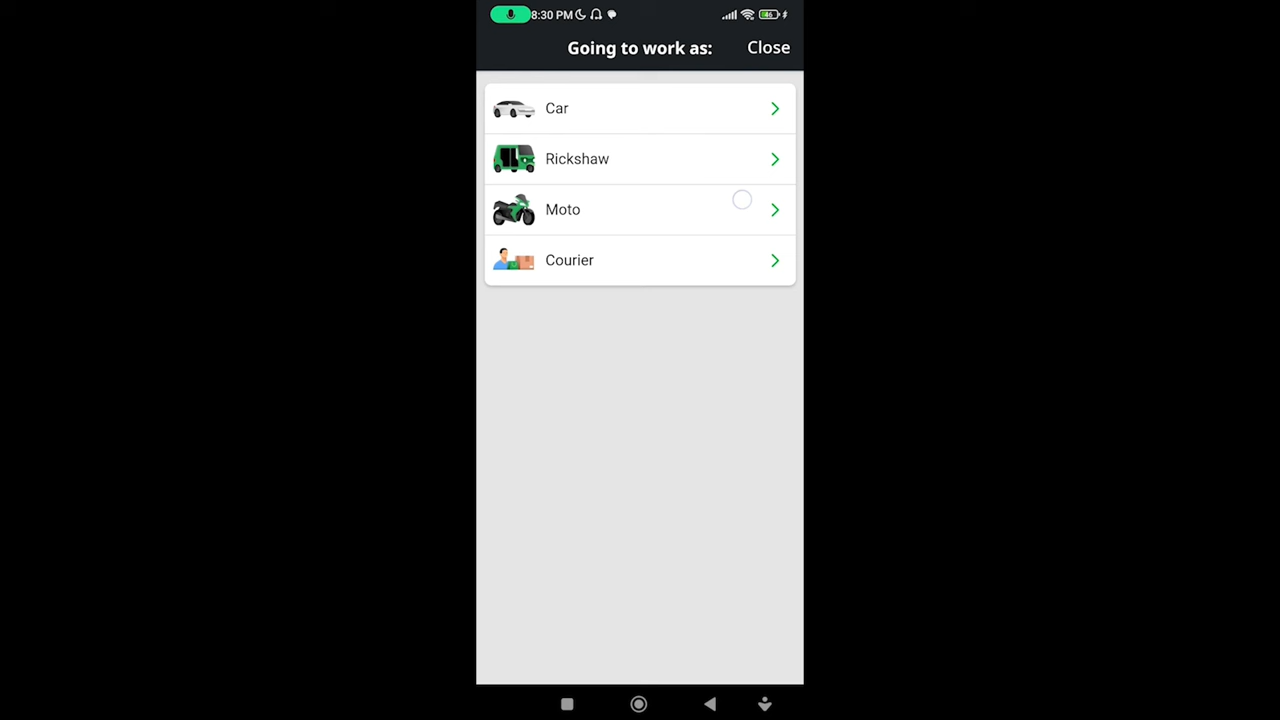 8:30 PM
Going to work as:
Close
Car
Rickshaw
Moto
Courier